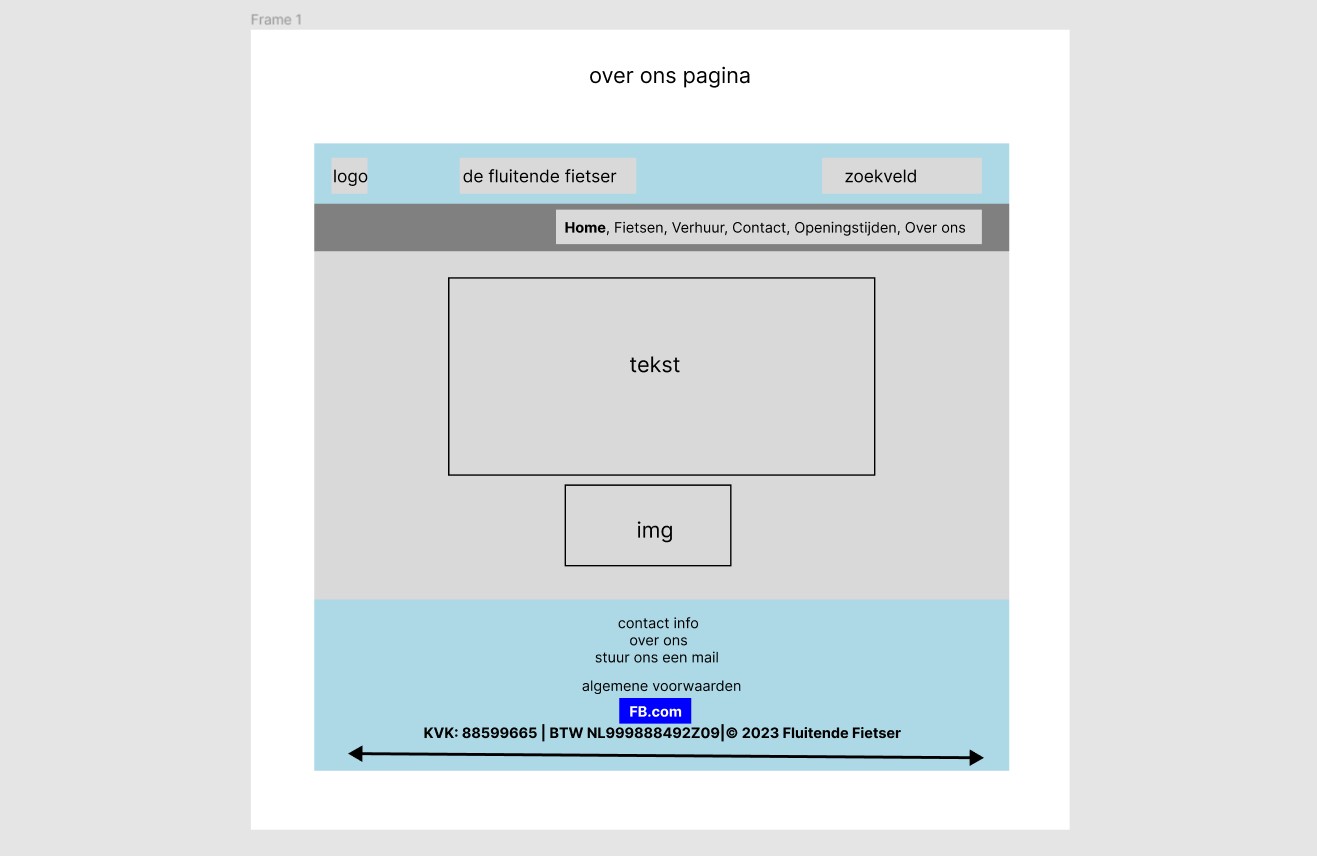 Frame 1
over ons pagina
logo
de fluitende fietser
zoekveld
Home, Fietsen, Verhuur, Contact, Openingstijden, Over ons
tekst
img
contact info
over ons
stuur ons een mail
algemene voorwaarden
FB.com
KVK: 88599665 | BTW NL999888492Z09|© 2023 Fluitende Fietser